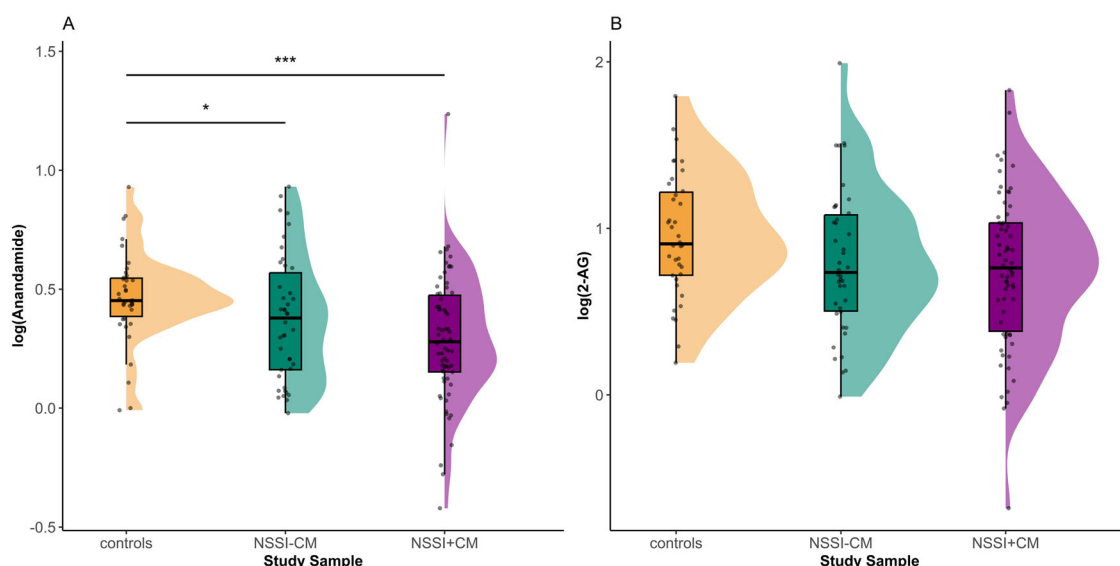 A
1.5
1.0
0.5
0.0
-0.5
log(Anandamide)
***
*
controls
NSSI-CM
NSSI+CM
Study Sample
B
2
1
0
log(2-AG)
controls
NSSI-CM
NSSI+CM
Study Sample